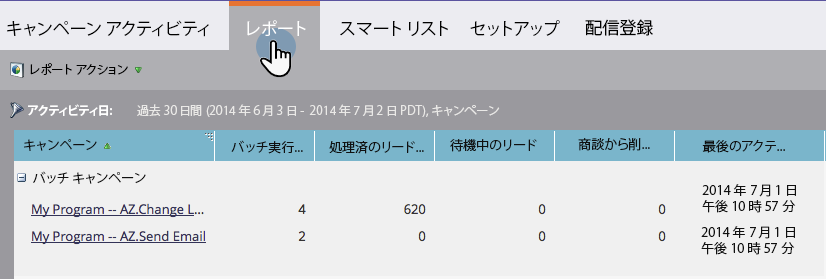 キャンペーン アクティビティ レポート スマート リスト セットアップ 配信登録
レポート アクション
アクティビティ日: 過去 30 日間 (2014 年 6 月 3 日 - 2014 年 7 月 2 日 PDT), キャンペーン
キャンペーン バッチ実行... 処理済のリード... 待機中のリード 商談から削... 最後のアクテ...
バッチ キャンペーン
My Program -- AZ.Change L... 4 620 0 0 2014 年 7 月 1 日
午後 10 時 57 分
My Program -- AZ.Send Email 2 0 0 0 2014 年 7 月 1 日
午後 10 時 57 分